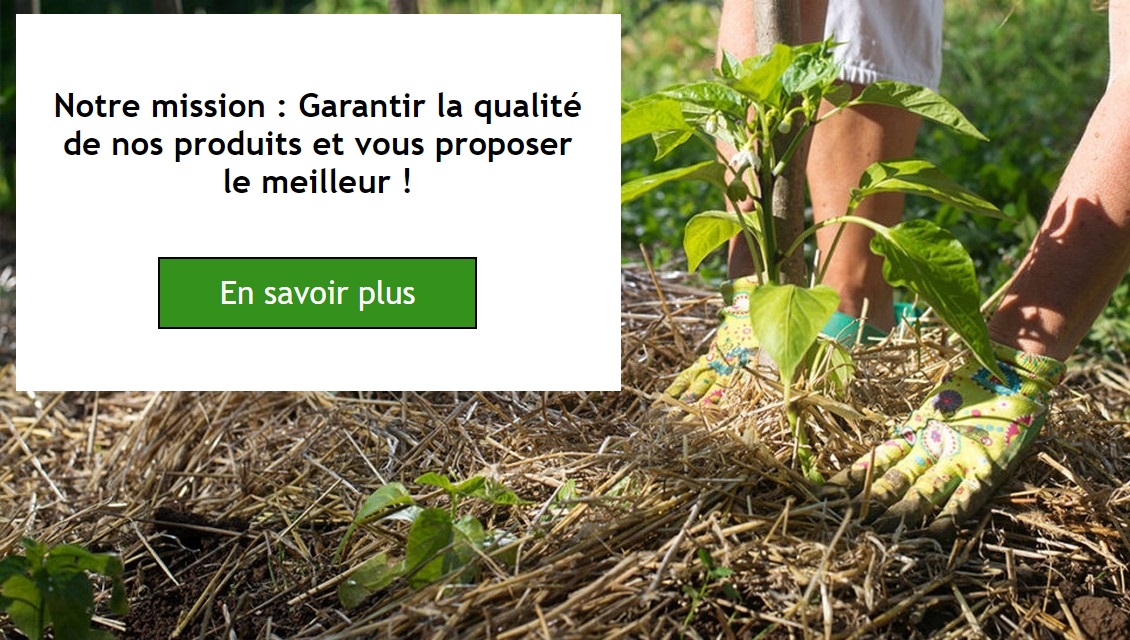 Notre mission : Garantir la qualité
de nos produits et vous proposer
le meilleur !
En savoir plus